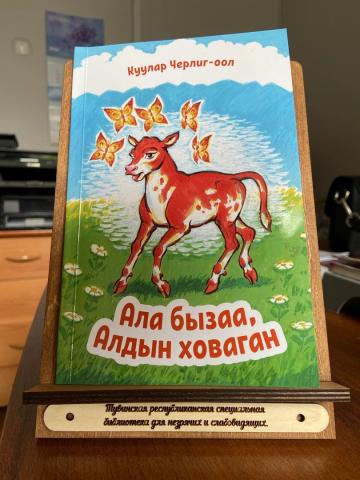 Куулар Черлиг-оол
Ала бызаа,
Алдын ховаган
Тувинская республиканская специальная
библиотека для незрячих и слабовидящих.